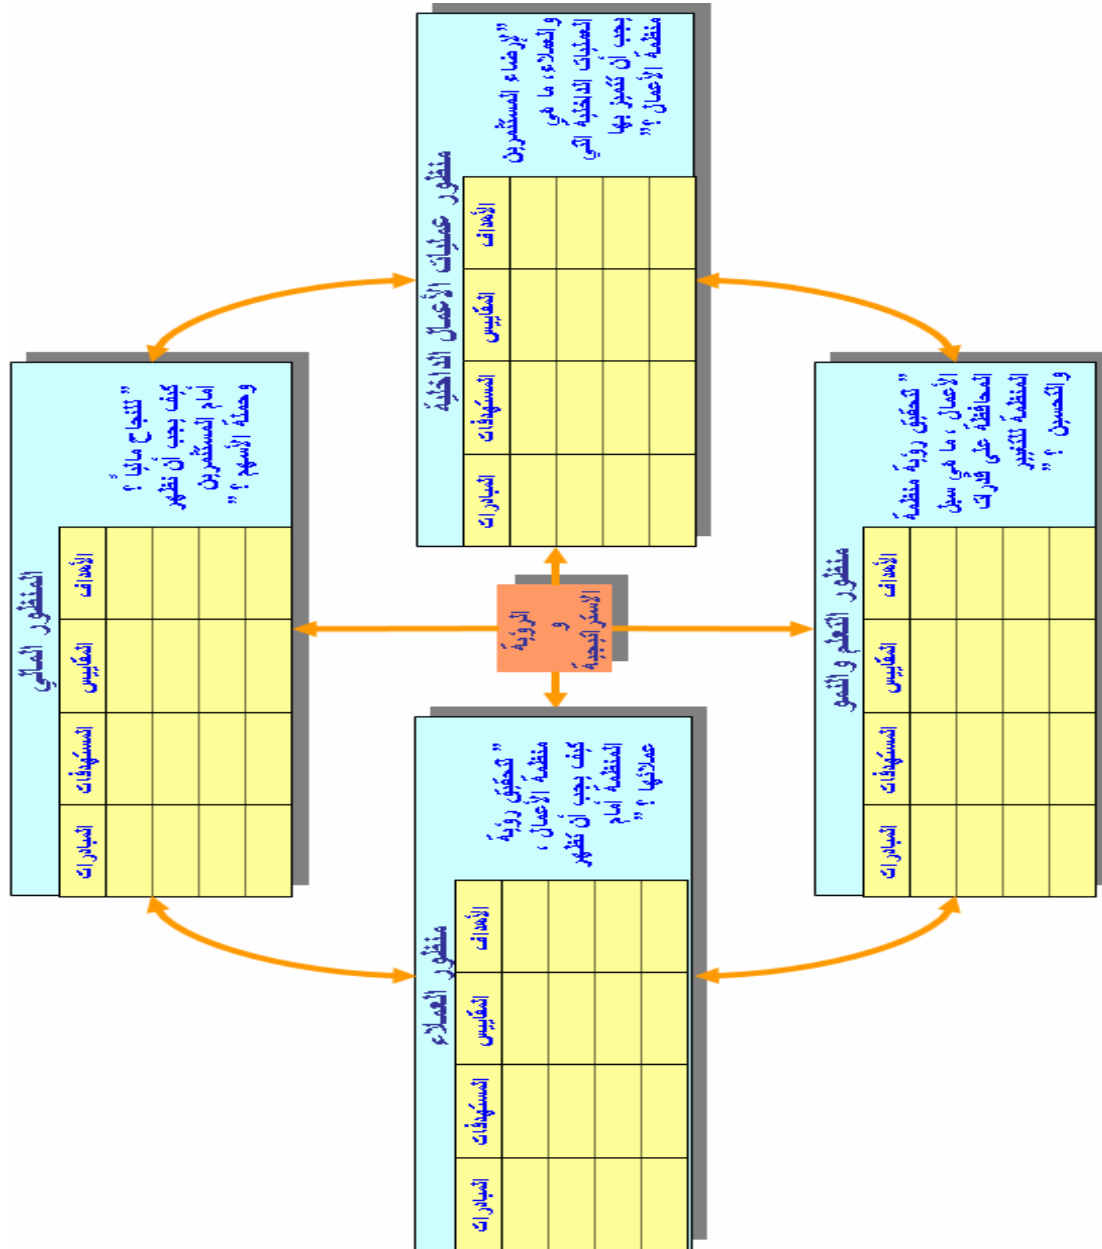 المنظور المالي
الأهداف المقاييس المستهدفات المبادرات
”للنجاح مالياً ؟
كيف يجب أن نظهر
أمام المستثمرين
وحملة الأسهم ؟ “
منظور عمليات الأعمال الداخلية
الأهداف المقاييس المستهدفات المبادرات
”لإرضاء المستثمرين
والعملاء، ما هي
العمليات الداخلية التي
يجب أن تتميز بها
منظمة الأعمال ؟“
الرؤية
و
الاستراتيجية
منظور العملاء
الأهداف المقاييس المستهدفات المبادرات
” لتحقيق رؤية
منظمة الأعمال ،
كيف يجب أن تظهر
المنظمة أمام
عملائها ؟ “
منظور التعلم والنمو
الأهداف المقاييس المستهدفات المبادرات
” لتحقيق رؤية منظمة
الأعمال ، ما هي سبل
المحافظة على قدرات
المنظمة للتغيير
والتحسين ؟ “